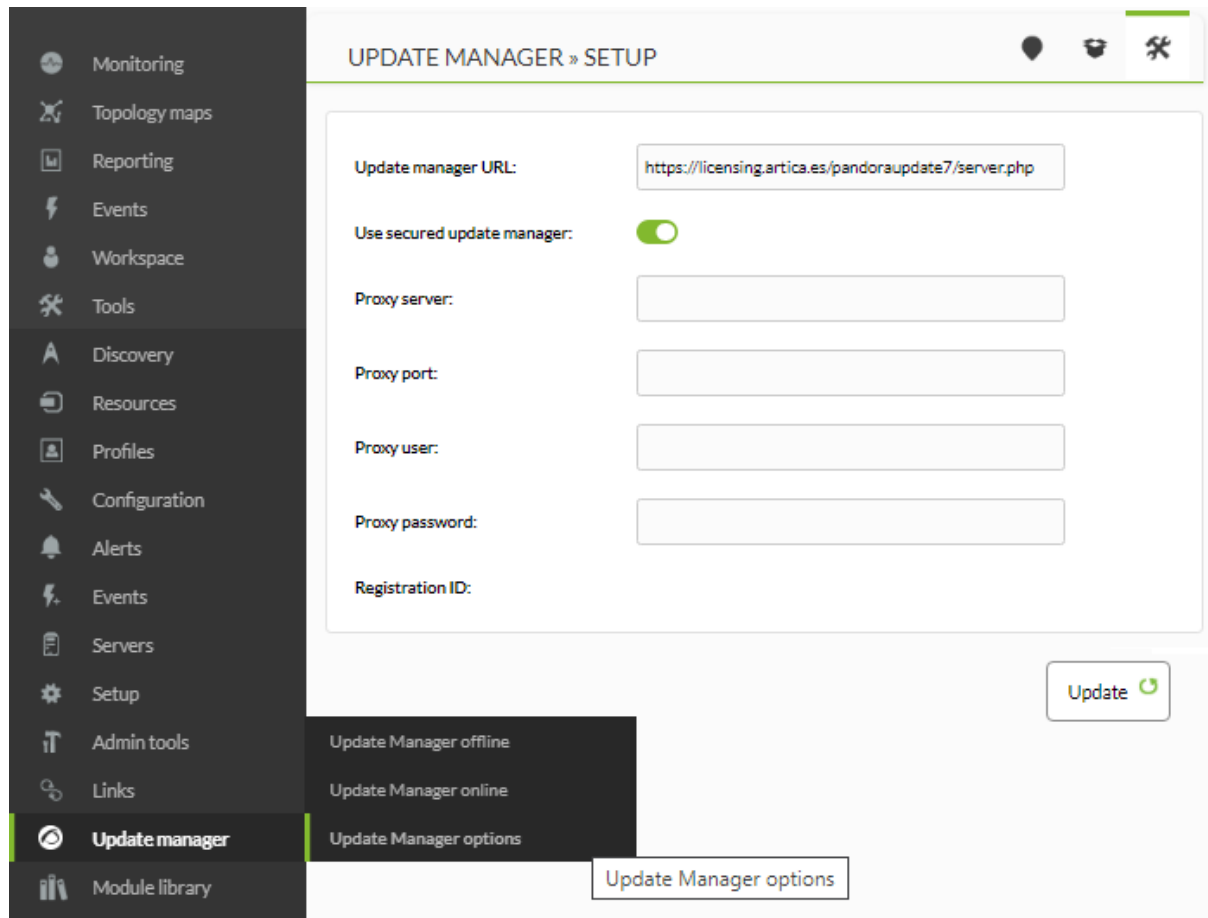 UPDATE MANAGER » SETUP
Monitoring
Topology maps
Reporting
Events
Workspace
Tools
Discovery
Resources
Profiles
Configuration
Alerts
Events
Servers
Setup
Admin tools
Links
Update manager
Module library
Update manager URL: https://licensing.artica.es/pandoraupdate7/server.php
Use secured update manager:
Proxy server:
Proxy port:
Proxy user:
Proxy password:
Registration ID:
Update
Update Manager offline
Update Manager online
Update Manager options
Update Manager options